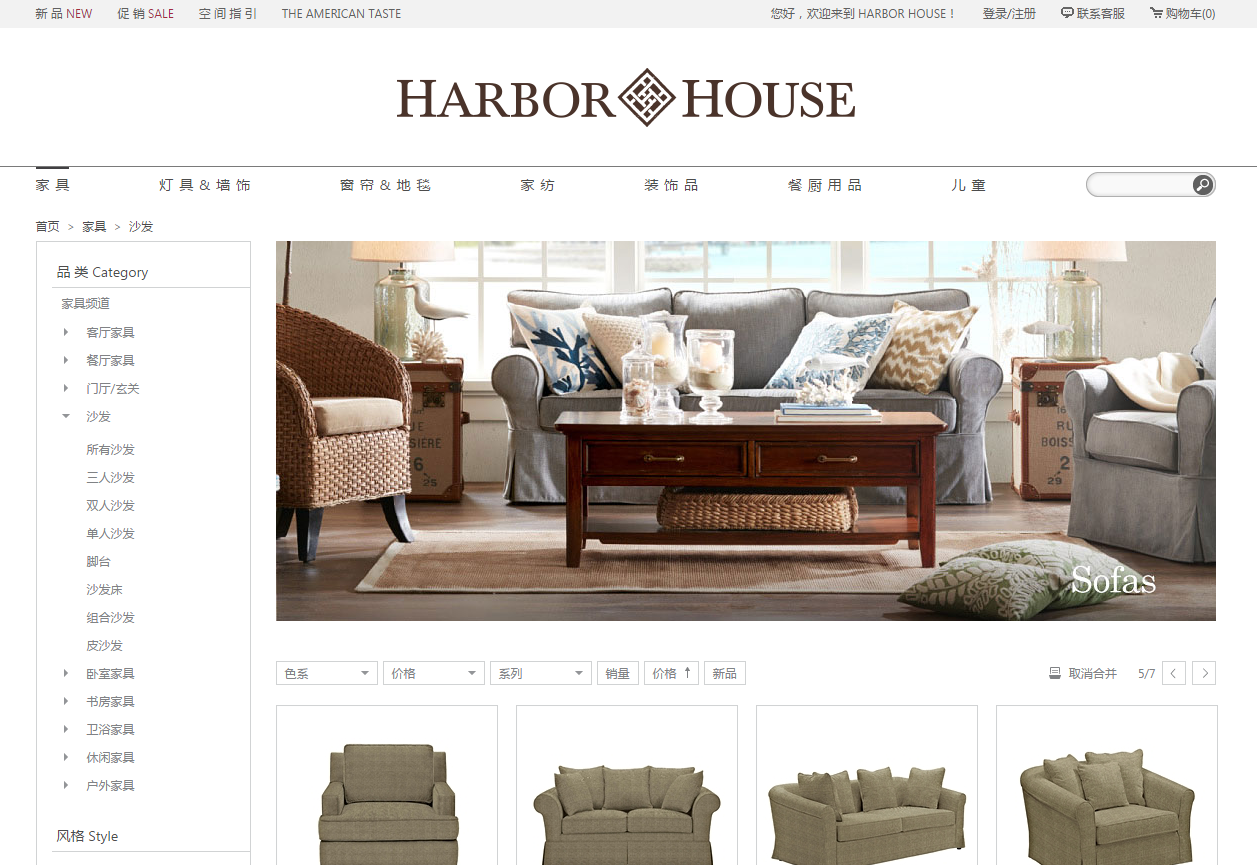 新 品 NEW 促 销 SALE 空 间 指 引 THE AMERICAN TASTE 您好，欢迎来到 HARBOR HOUSE！ 登录/注册 联系客服 购物车(0)
HARBOR HOUSE
家 具 灯 具 & 墙 饰 窗 帘 & 地 毯 家 纺 装 饰 品 餐 厨 用 品 儿 童
首页 > 家具 > 沙发
品 类 Category
家具频道
客厅家具
餐厅家具
门厅/玄关
沙发
所有沙发
三人沙发
双人沙发
单人沙发
脚台
沙发床
组合沙发
皮沙发
卧室家具
书房家具
卫浴家具
休闲家具
户外家具
风格 Style
RUE
25
16
RU
BOISS
2
29
Sofas
色系 价格 系列 销量 价格 新品 取消合并 5/7